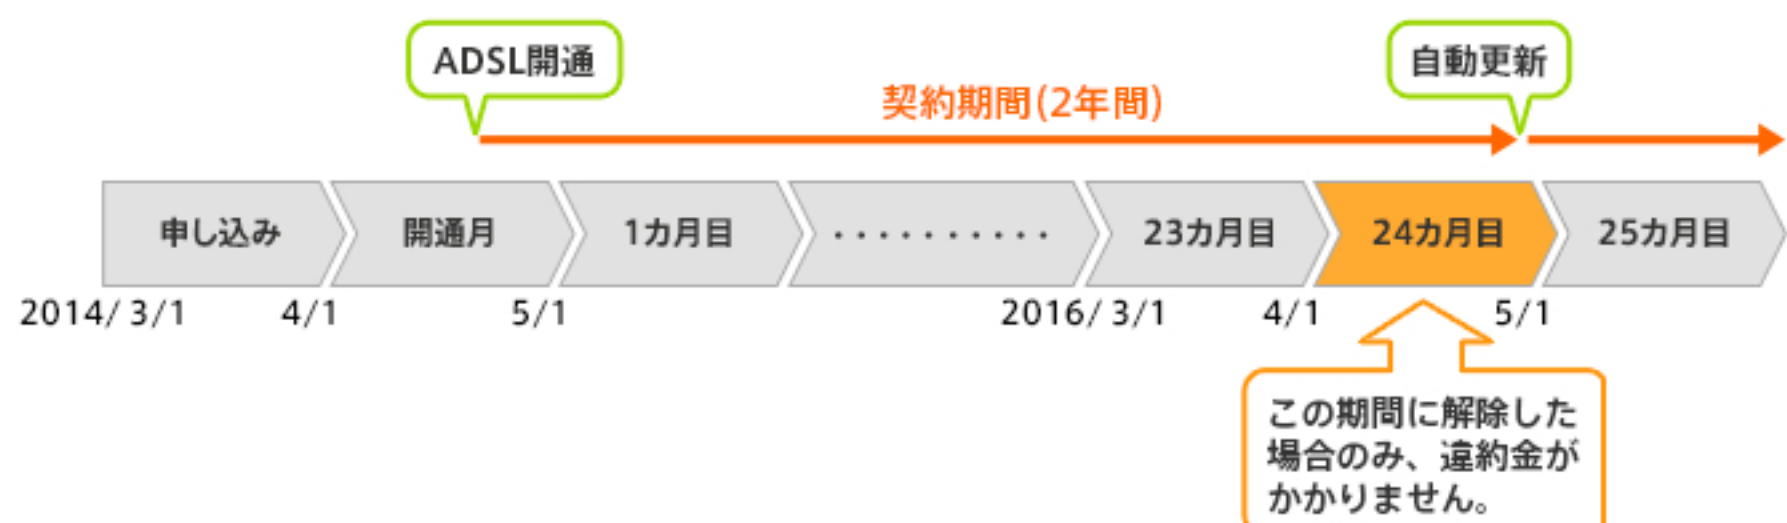 ADSL開通
自動更新
契約期間(2年間)
申し込み
開通月
1カ月目
‥‥‥‥‥
23カ月目
24カ月目
25カ月目
2014/ 3/1
4/1
5/1
2016/ 3/1
4/1
5/1
この期間に解除した
場合のみ、違約金が
かかりません。